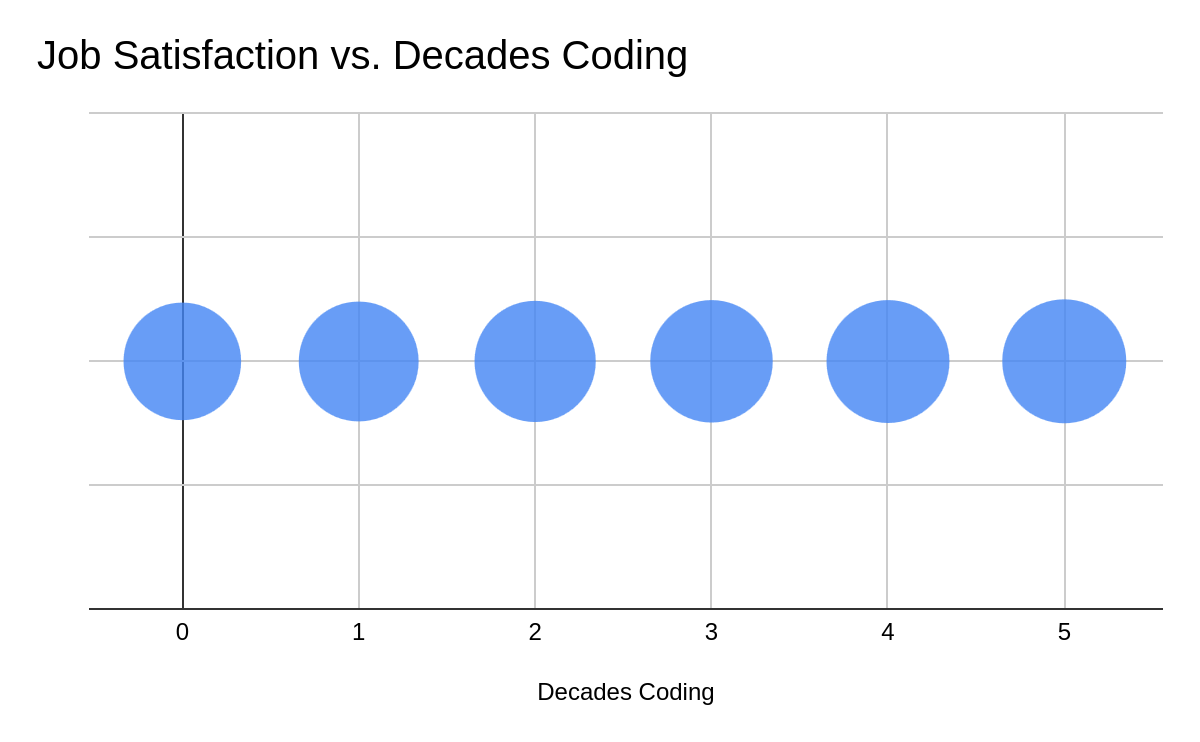 Job Satisfaction vs. Decades Coding
0 1 2 3 4 5
Decades Coding